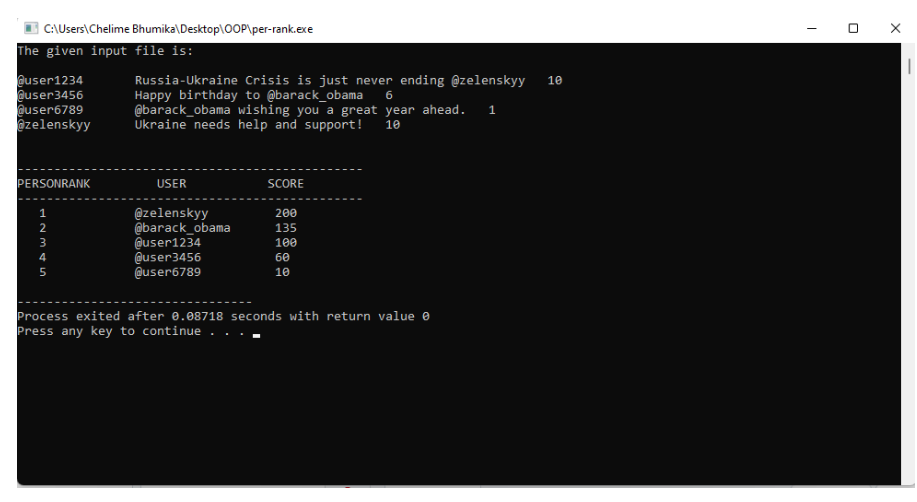 C:\Users\Chelime Bhumika\Desktop\OOP\per-rank.exe
The given input file is:
@user1234 Russia-Ukraine Crisis is just never ending @zelenskyy 10
@user3456 Happy birthday to @barack_obama 6
@user6789 @barack_obama wishing you a great year ahead. 1
@zelenskyy Ukraine needs help and support! 10
-----------------------------------------------
PERSONRANK USER SCORE
-----------------------------------------------
1 @zelenskyy 200
2 @barack_obama 135
3 @user1234 100
4 @user3456 60
5 @user6789 10
--------------------------------
Process exited after 0.08718 seconds with return value 0
Press any key to continue . . .